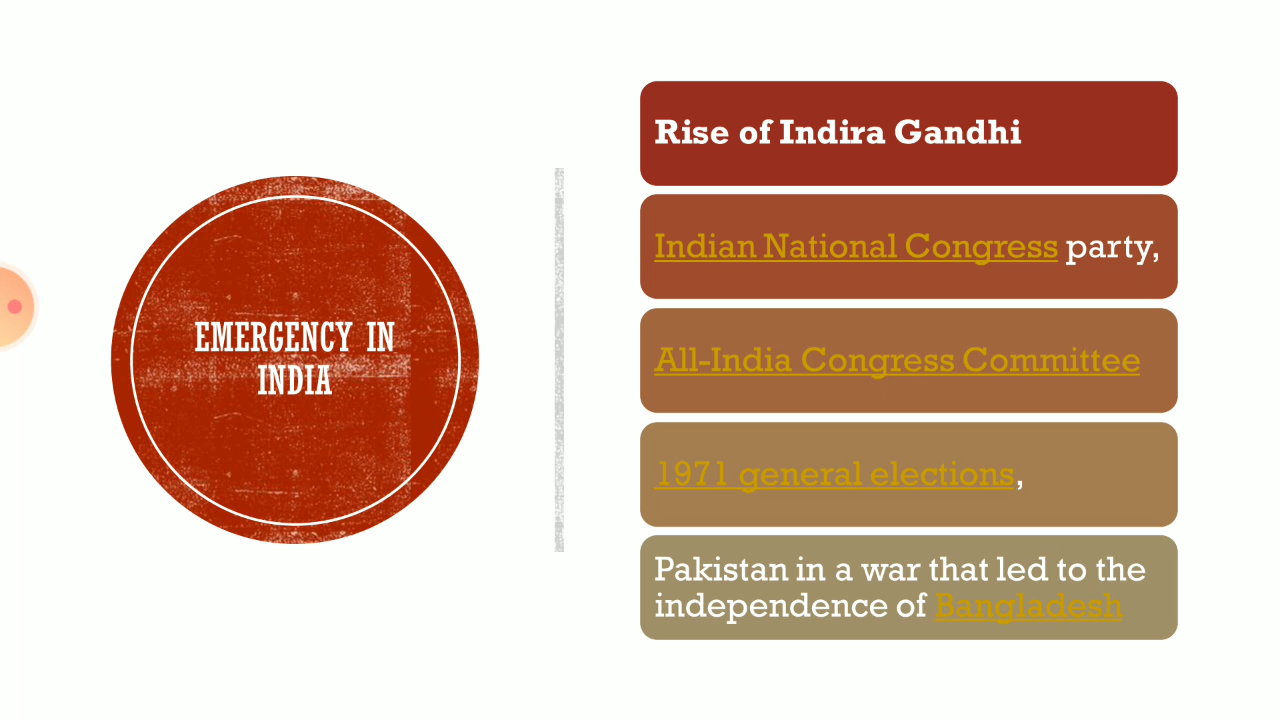 EMERGENCY IN
INDIA
Rise of Indira Gandhi
Indian National Congress party,
All-India Congress Committee
1971 general elections,
Pakistan in a war that led to the
independence of Bangladesh